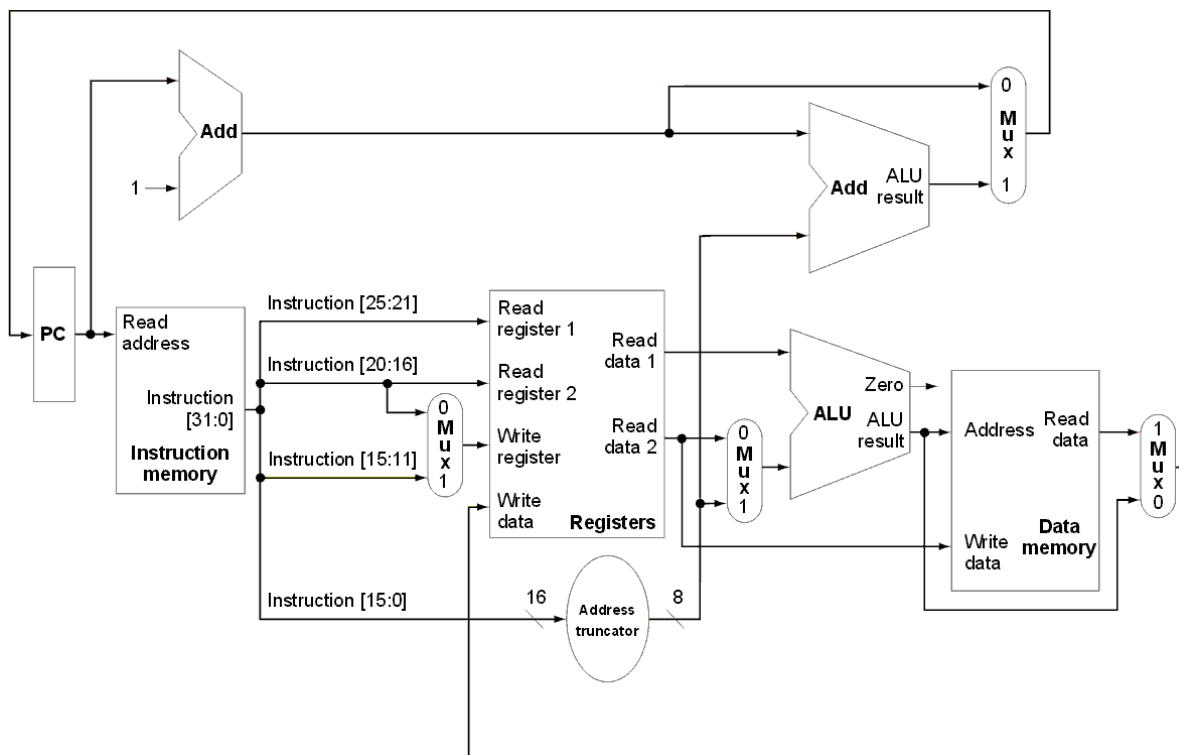 Add
1
Add
ALU
result
0
M
u
x
1
PC
Read
address
Instruction
[31:0]
Instruction
memory
Instruction [25:21]
Instruction [20:16]
Instruction [15:11]
Instruction [15:0]
0
M
u
x
1
Read
register 1
Read
register 2
Write
register
Write
data
Read
data 1
Read
data 2
Registers
16
Address
truncator
8
0
M
u
x
1
ALU
Zero
ALU
result
Address
Read
data
Write
data
Data
memory
1
M
u
x
0